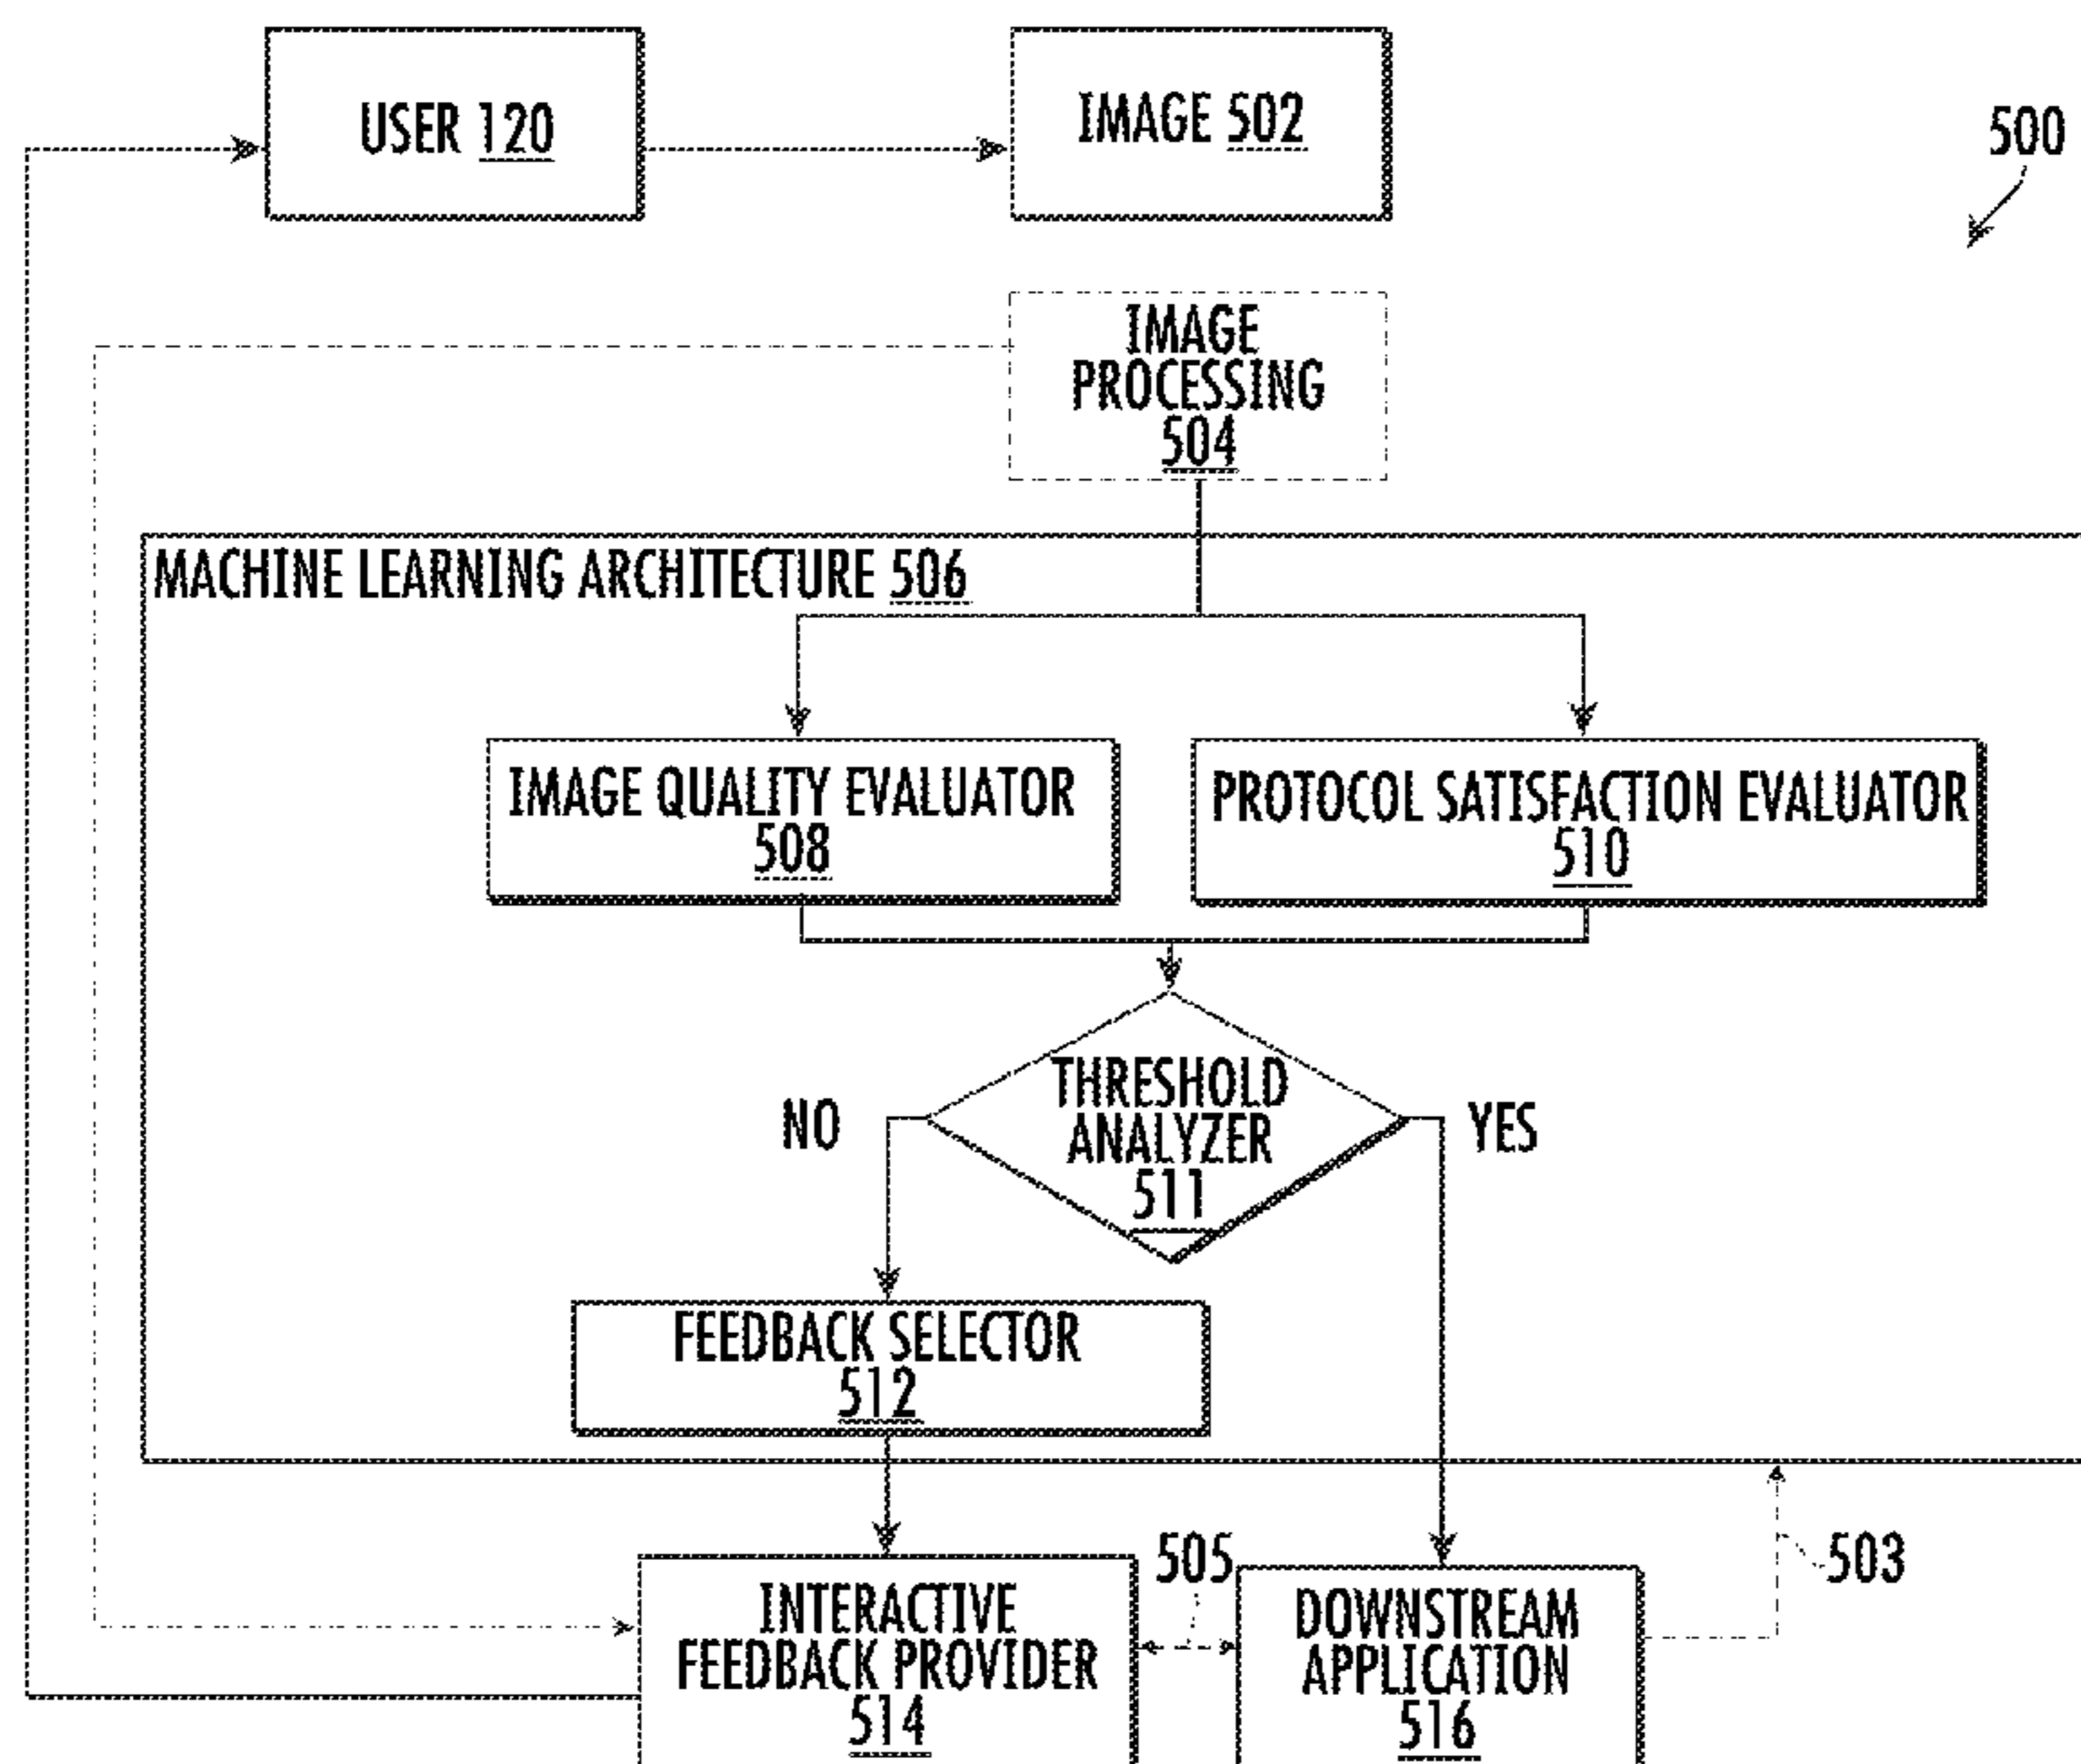 USER 120
IMAGE 502
500
IMAGE
PROCESSING
504
MACHINE LEARNING ARCHITECTURE 506
IMAGE QUALITY EVALUATOR
508
PROTOCOL SATISFACTION EVALUATOR
510
THRESHOLD
ANALYZER
511
NO
YES
FEEDBACK SELECTOR
512
505
503
INTERACTIVE
FEEDBACK PROVIDER
514
DOWNSTREAM
APPLICATION
516